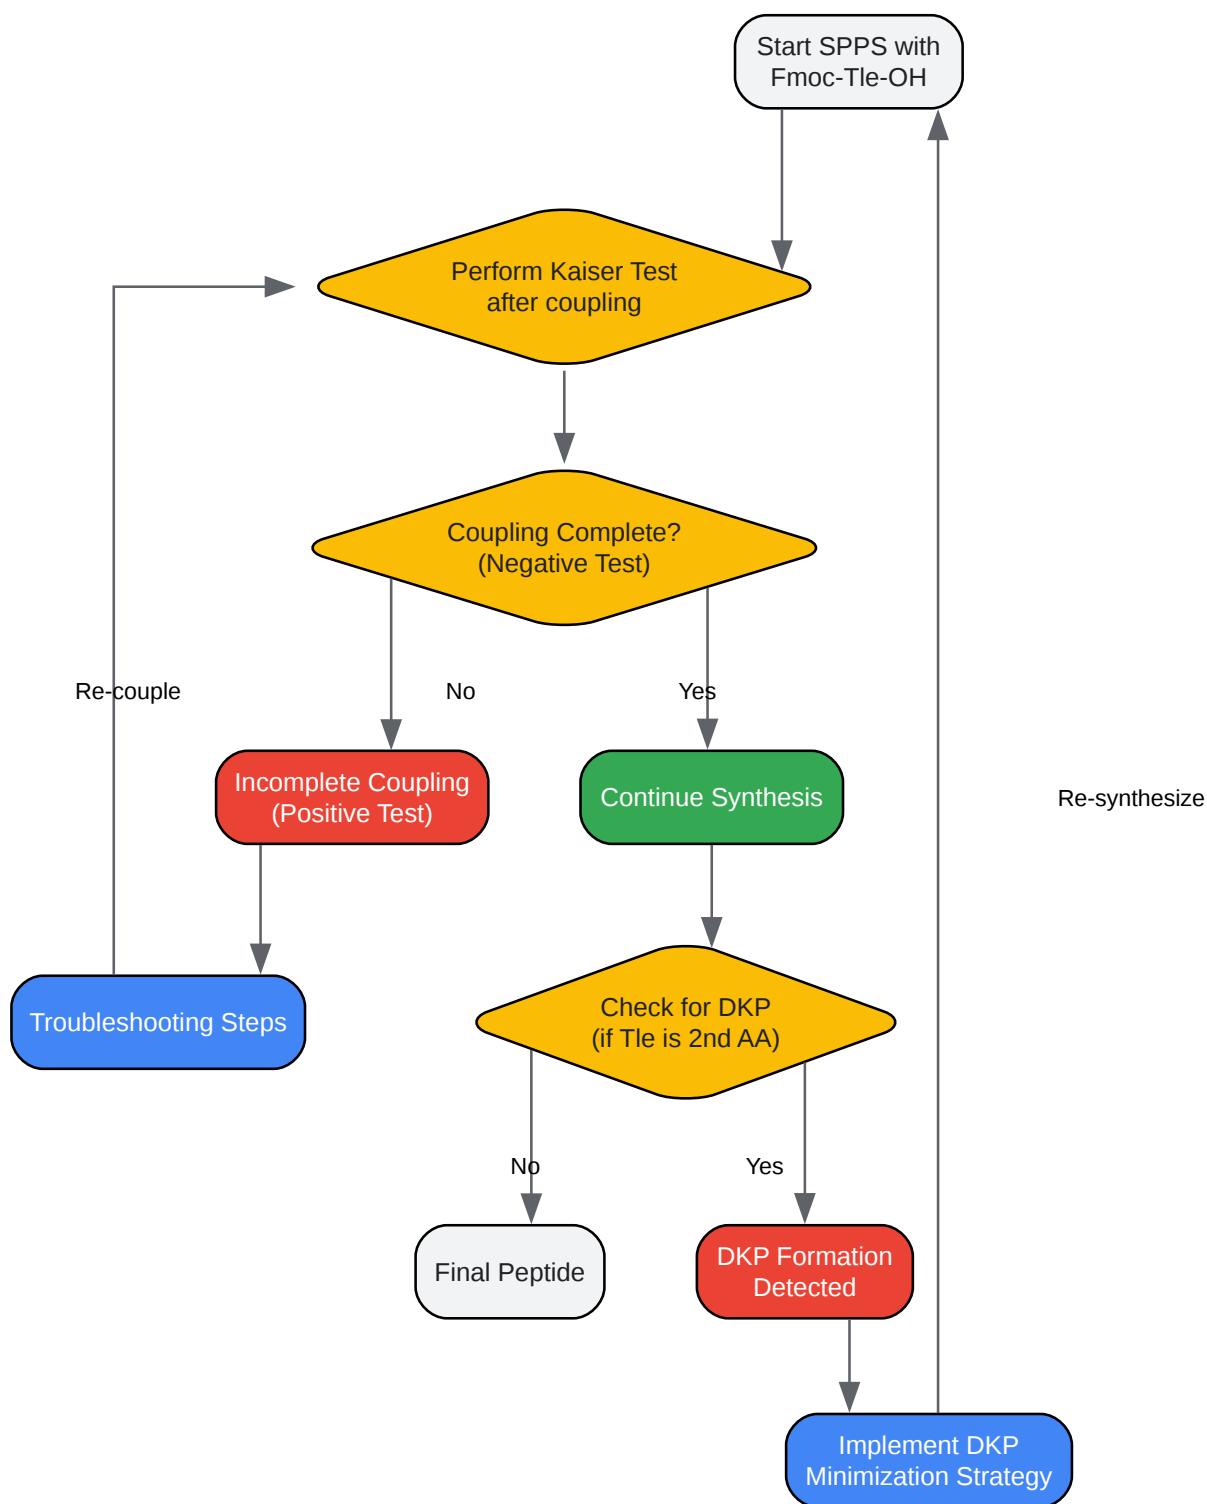 Start SPPS with
Fmoc-Tle-OH
Perform Kaiser Test
after coupling
Coupling Complete?
(Negative Test)
Re-couple
No
Yes
Incomplete Coupling
(Positive Test)
Continue Synthesis
Re-synthesize
Troubleshooting Steps
Check for DKP
(if Tle is 2nd AA)
No
Yes
Final Peptide
DKP Formation
Detected
Implement DKP
Minimization Strategy